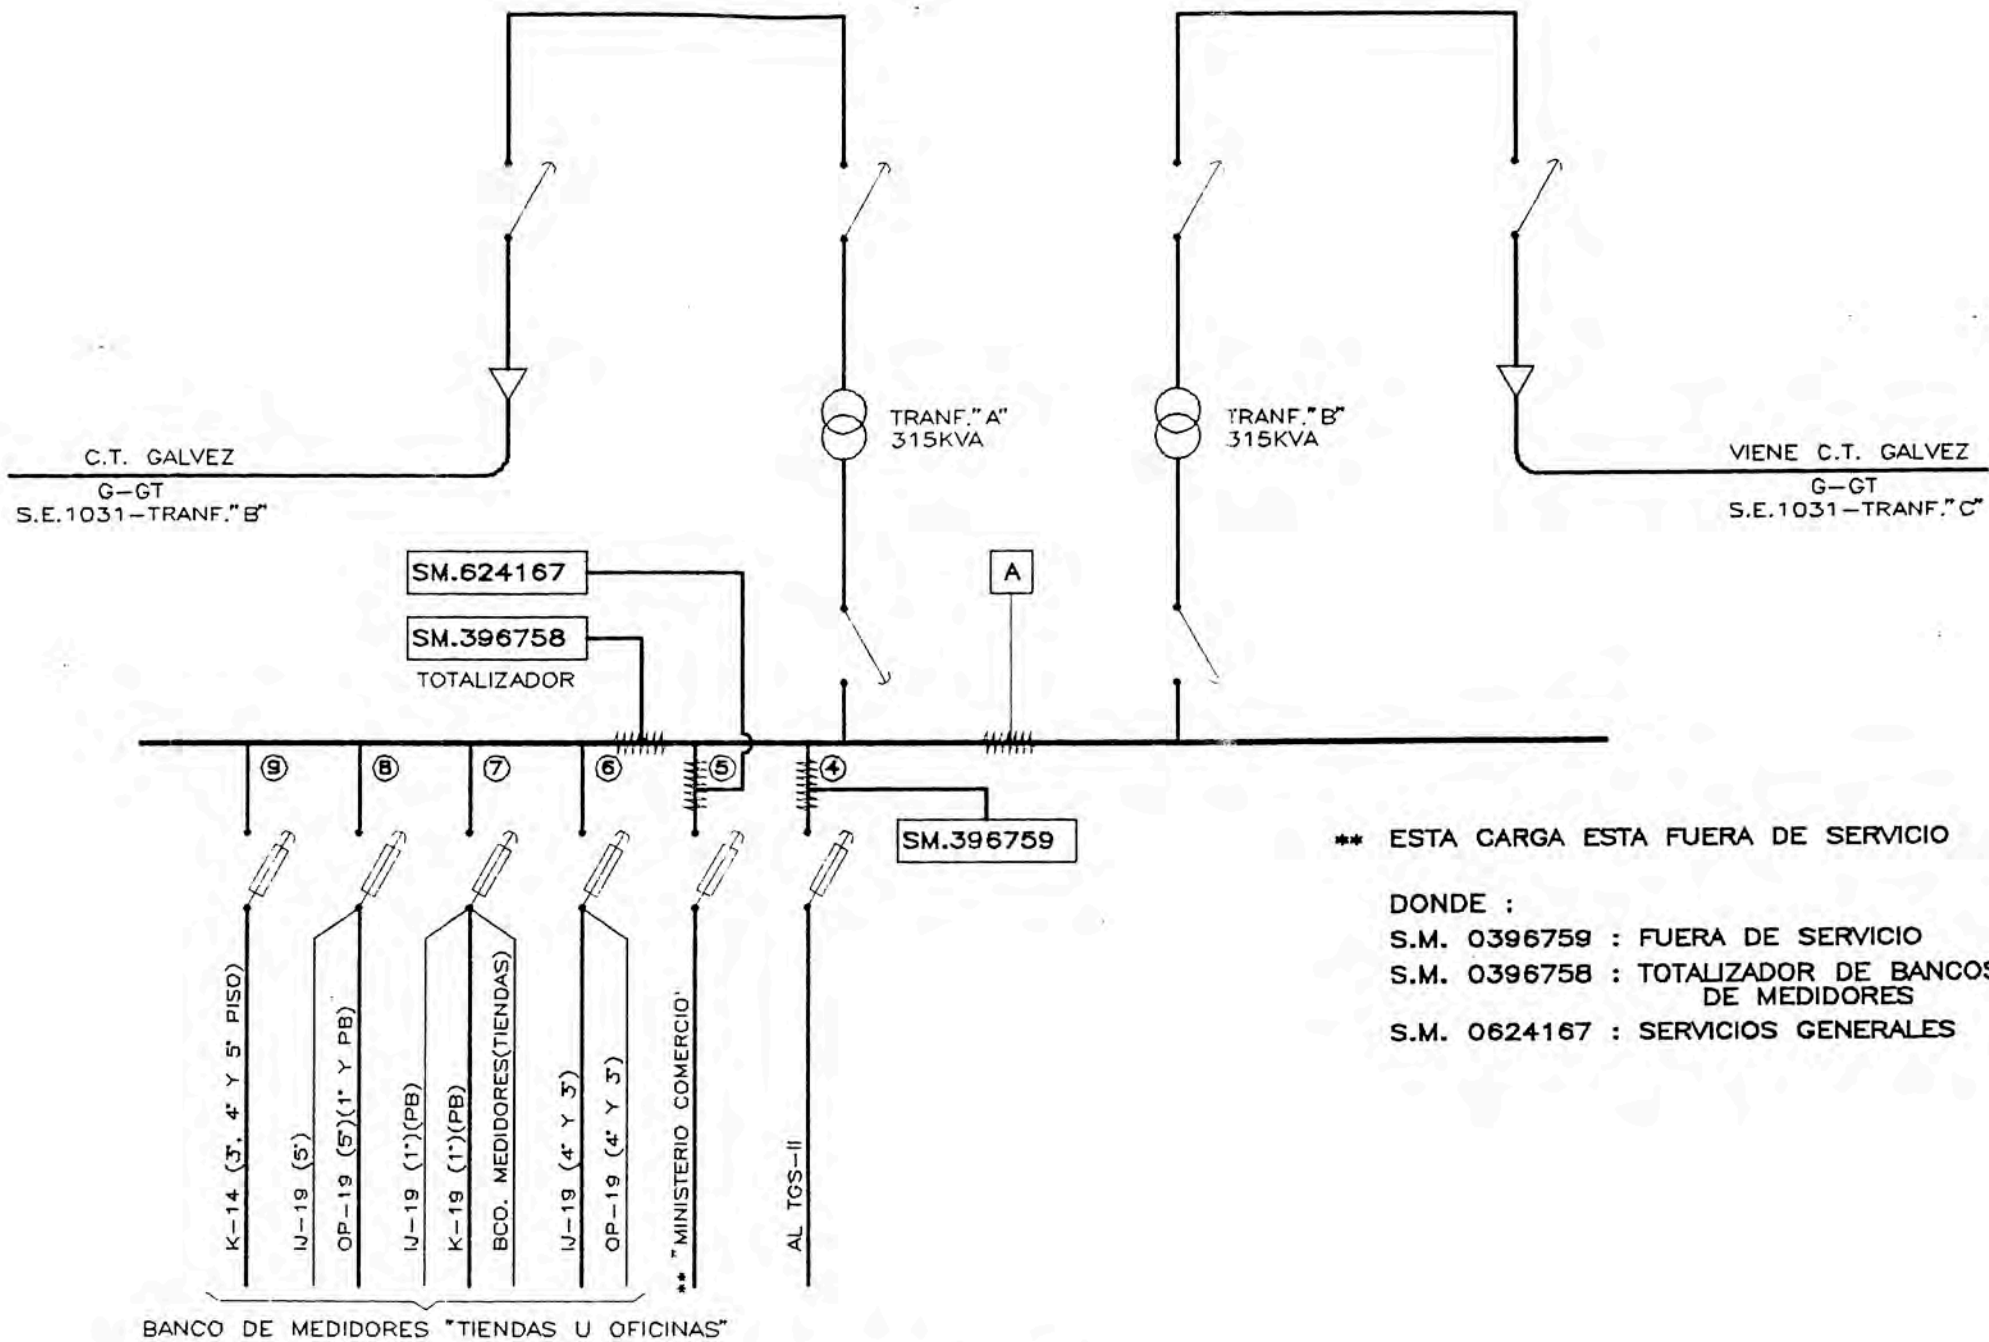 TRANF."A"
315KVA
TRANF."B"
315KVA
C.T. GALVEZ
G-GT
S.E.1031-TRANF."B"
VIENE C.T. GALVEZ
G-GT
S.E.1031-TRANF."C"
SM.624167
SM.396758
TOTALIZADOR
A
9
8
7
6
5
4
SM.396759
** ESTA CARGA ESTA FUERA DE SERVICIO
DONDE :
S.M. 0396759 : FUERA DE SERVICIO
S.M. 0396758 : TOTALIZADOR DE BANCOS
DE MEDIDORES
S.M. 0624167 : SERVICIOS GENERALES
K-14 (3°, 4° Y 5° PISO)
IJ-19 (5°)
OP-19 (5°)(1° Y PB)
IJ-19 (1°)(PB)
K-19 (1°)(PB)
BCO. MEDIDORES(TIENDAS)
IJ-19 (4° Y 3°)
OP-19 (4° Y 3°)
** "MINISTERIO COMERCIO"
AL TGS-II
BANCO DE MEDIDORES "TIENDAS U OFICINAS"